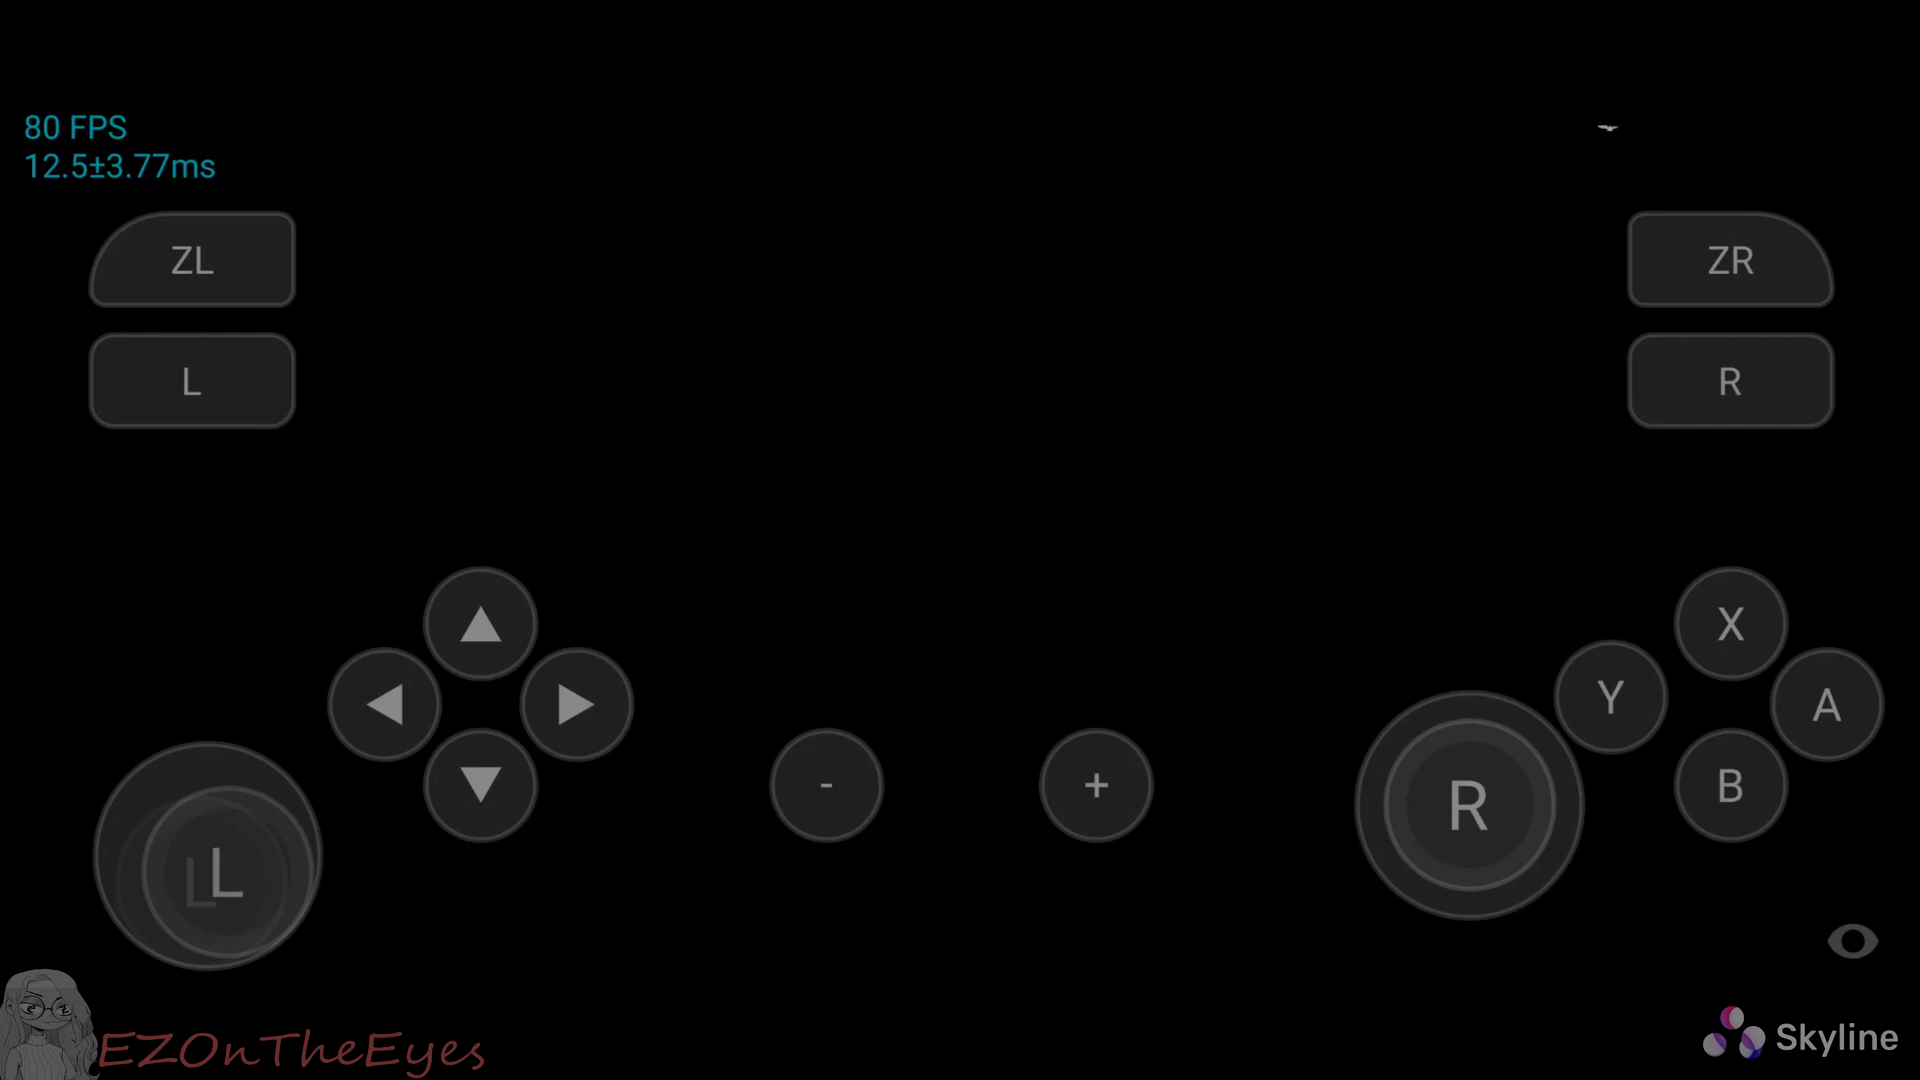 80 FPS
12.5±3.77ms
ZL
ZR
L
R
X
Y
A
-
+
B
R
L
L
EZOnTheEyes
Skyline